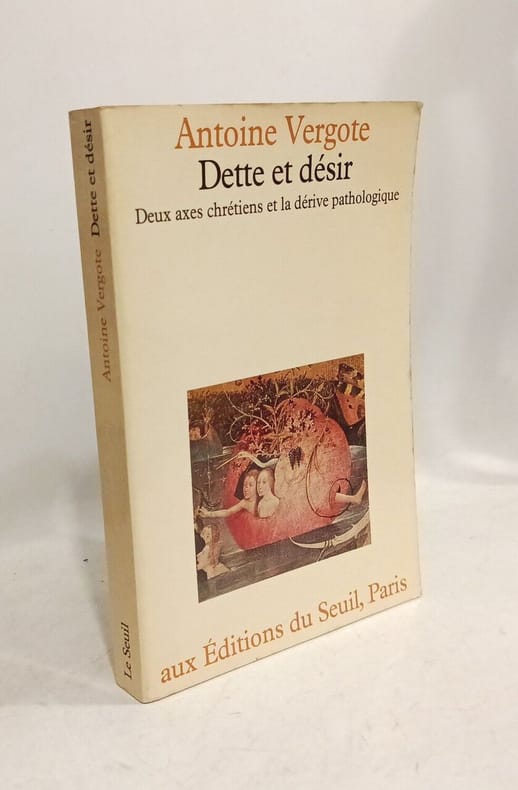 Antoine Vergote
Dette et désir
Deux axes chrétiens et la dérive pathologique
aux Éditions du Seuil, Paris
Antoine Vergote Dette et désir
Le Seuil